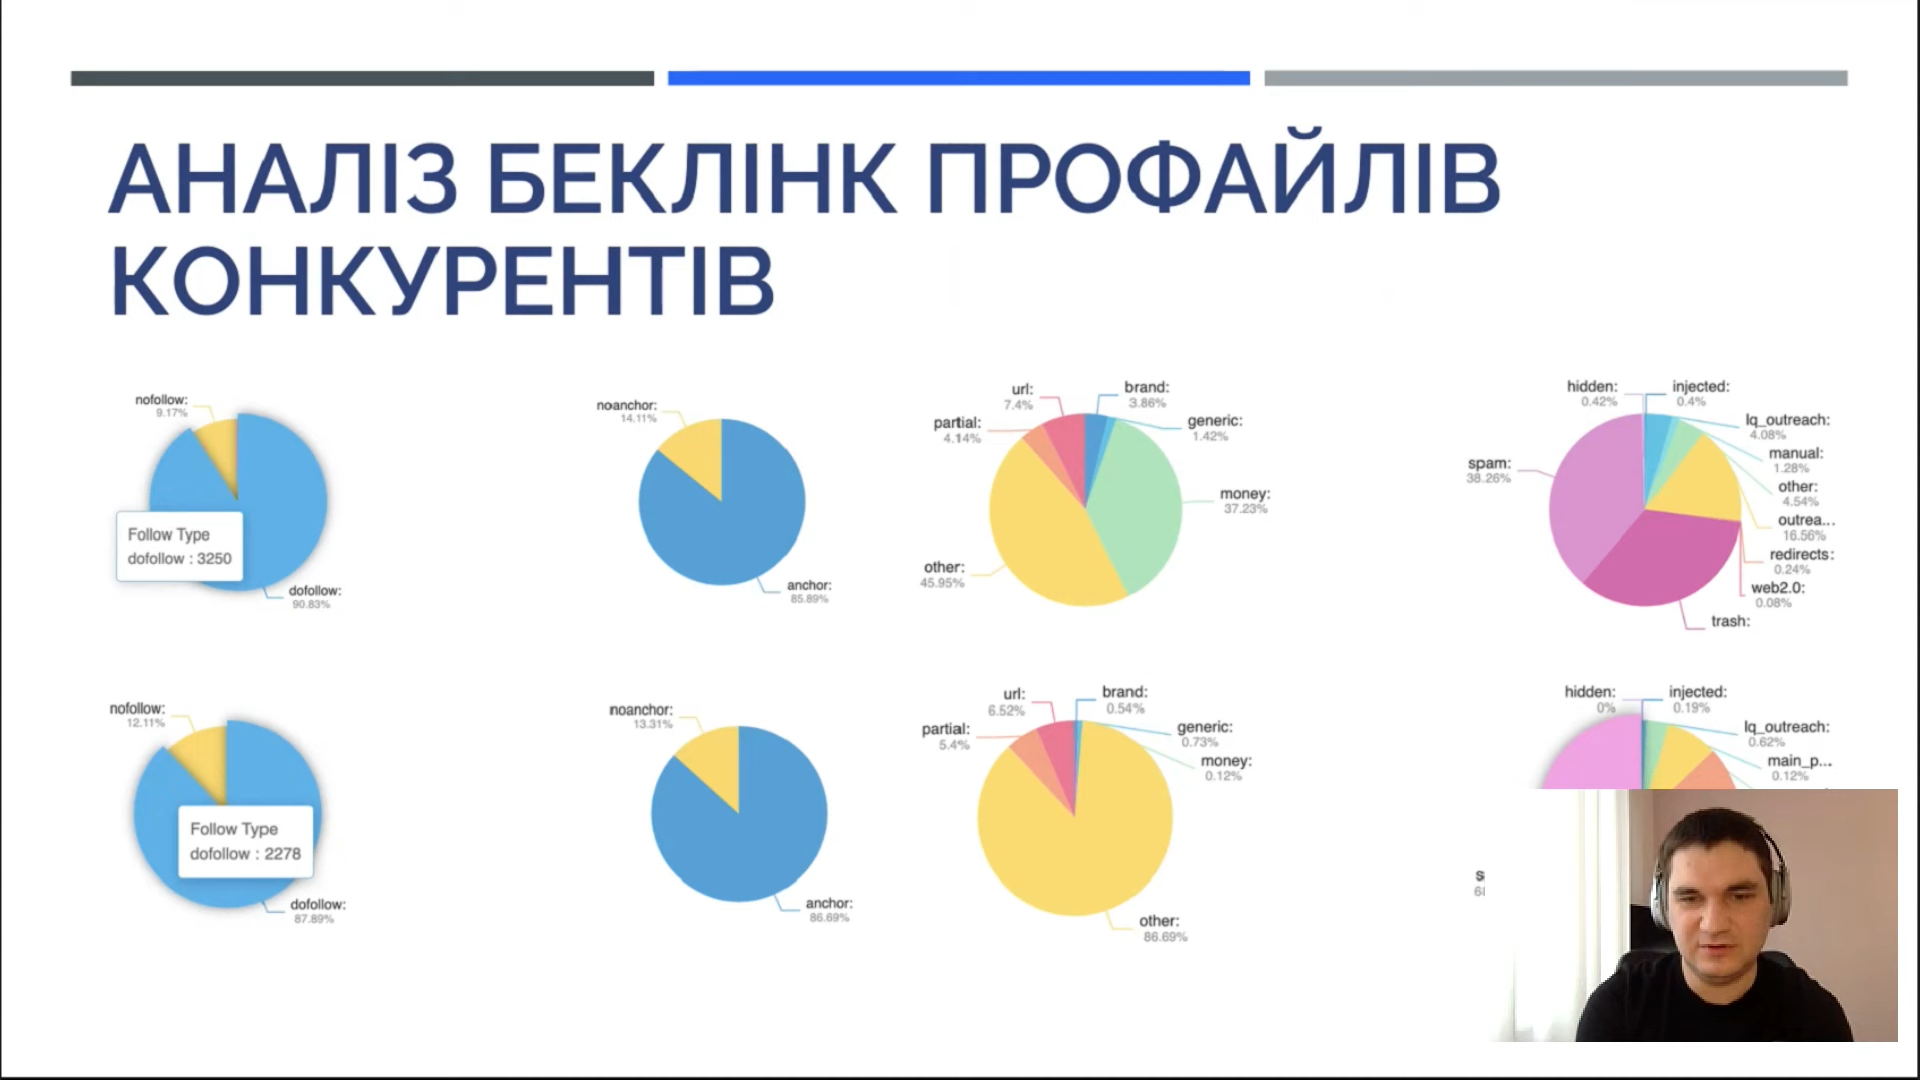 АНАЛІЗ БЕКЛІНК ПРОФАЙЛІВ
КОНКУРЕНТІВ
nofollow:
9.17%
Follow Type
dofollow : 3250
dofollow:
90.83%
noanchor:
14.11%
anchor:
85.89%
url:
7.4%
brand:
3.86%
partial:
4.14%
generic:
1.42%
money:
37.23%
other:
45.95%
hidden:
0.42%
injected:
0.4%
lq_outreach:
4.08%
manual:
1.28%
spam:
38.26%
other:
4.54%
outrea...
16.56%
redirects:
0.24%
web2.0:
0.08%
trash:
nofollow:
12.11%
Follow Type
dofollow : 2278
dofollow:
87.89%
noanchor:
13.31%
anchor:
86.69%
url:
6.52%
brand:
0.54%
partial:
5.4%
generic:
0.73%
money:
0.12%
other:
86.69%
hidden:
0%
injected:
0.19%
lq_outreach:
0.62%
main_p...
0.12%